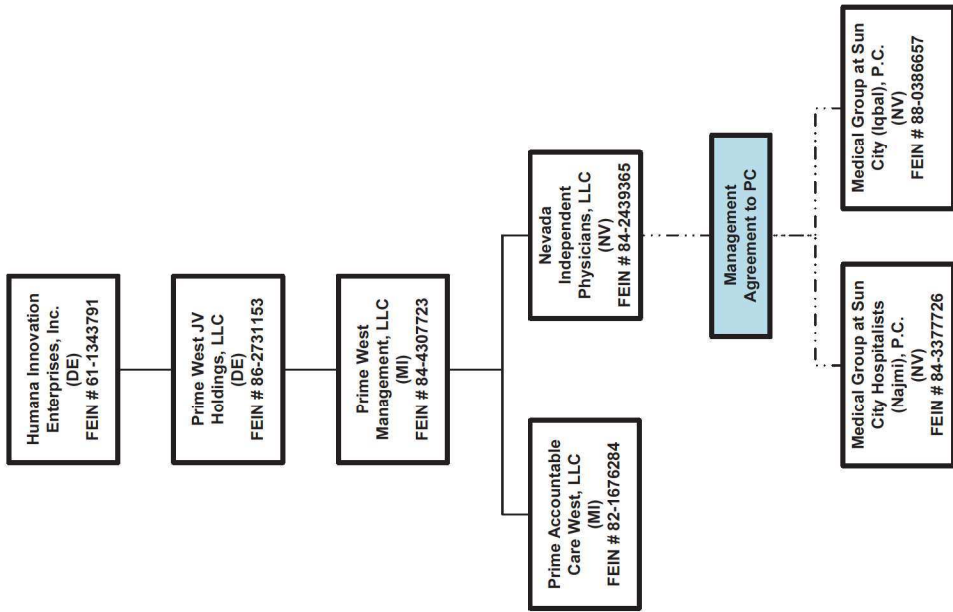 Humana Innovation
Enterprises, Inc.
(DE)
FEIN # 61-1343791
Prime West JV
Holdings, LLC
(DE)
FEIN # 86-2731153
Prime West
Management, LLC
(MI)
FEIN # 84-4307723
Prime Accountable
Care West, LLC
(MI)
FEIN # 82-1676284
Nevada
Independent
Physicians, LLC
(NV)
FEIN # 84-2439365
Management
Agreement to PC
Medical Group at Sun
City Hospitalists
(Najmi), P.C.
(NV)
FEIN # 84-3377726
Medical Group at Sun
City (Iqbal), P.C.
(NV)
FEIN # 88-0386657